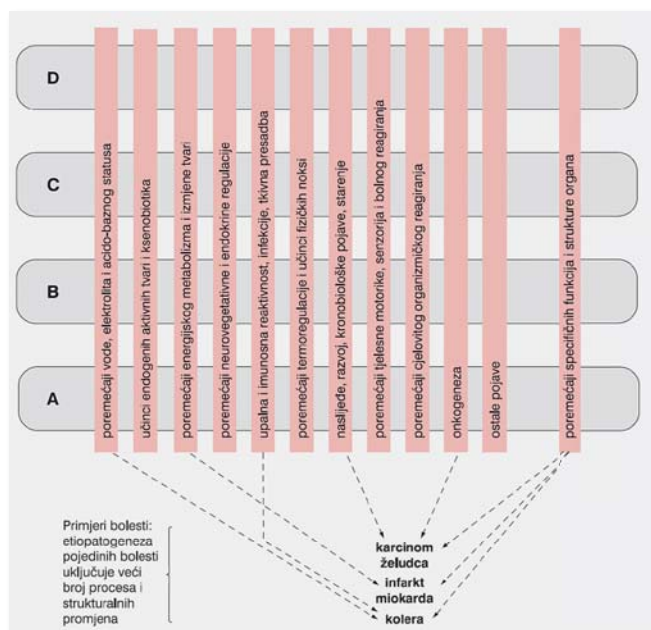 D
C
B
A
poremećaji vode, elektrolita i acido-baznog statusa
učinci endogenih aktivnih tvari i ksenobiotika
poremećaji energijskog metabolizma i izmjene tvari
poremećaji neurovegetativne i endokrine regulacije
upalna i imunosna reaktivnost, infekcije, tkivna presadba
poremećaji termoregulacije i učinci fizičkih noksi
naslijeđe, razvoj, kronobiološke pojave, starenje
poremećaji tjelesne motorike, senzorija i bolnog reagiranja
poremećaji cjelovitog organizmičkog reagiranja
onkogeneza
ostale pojave
poremećaji specifičnih funkcija i strukture organa
Primjeri bolesti:
etiopatogeneza
pojedinih bolesti
uključuje veći
broj procesa i
strukturalnih
promjena
karcinom
želudca
infarkt
miokarda
kolera